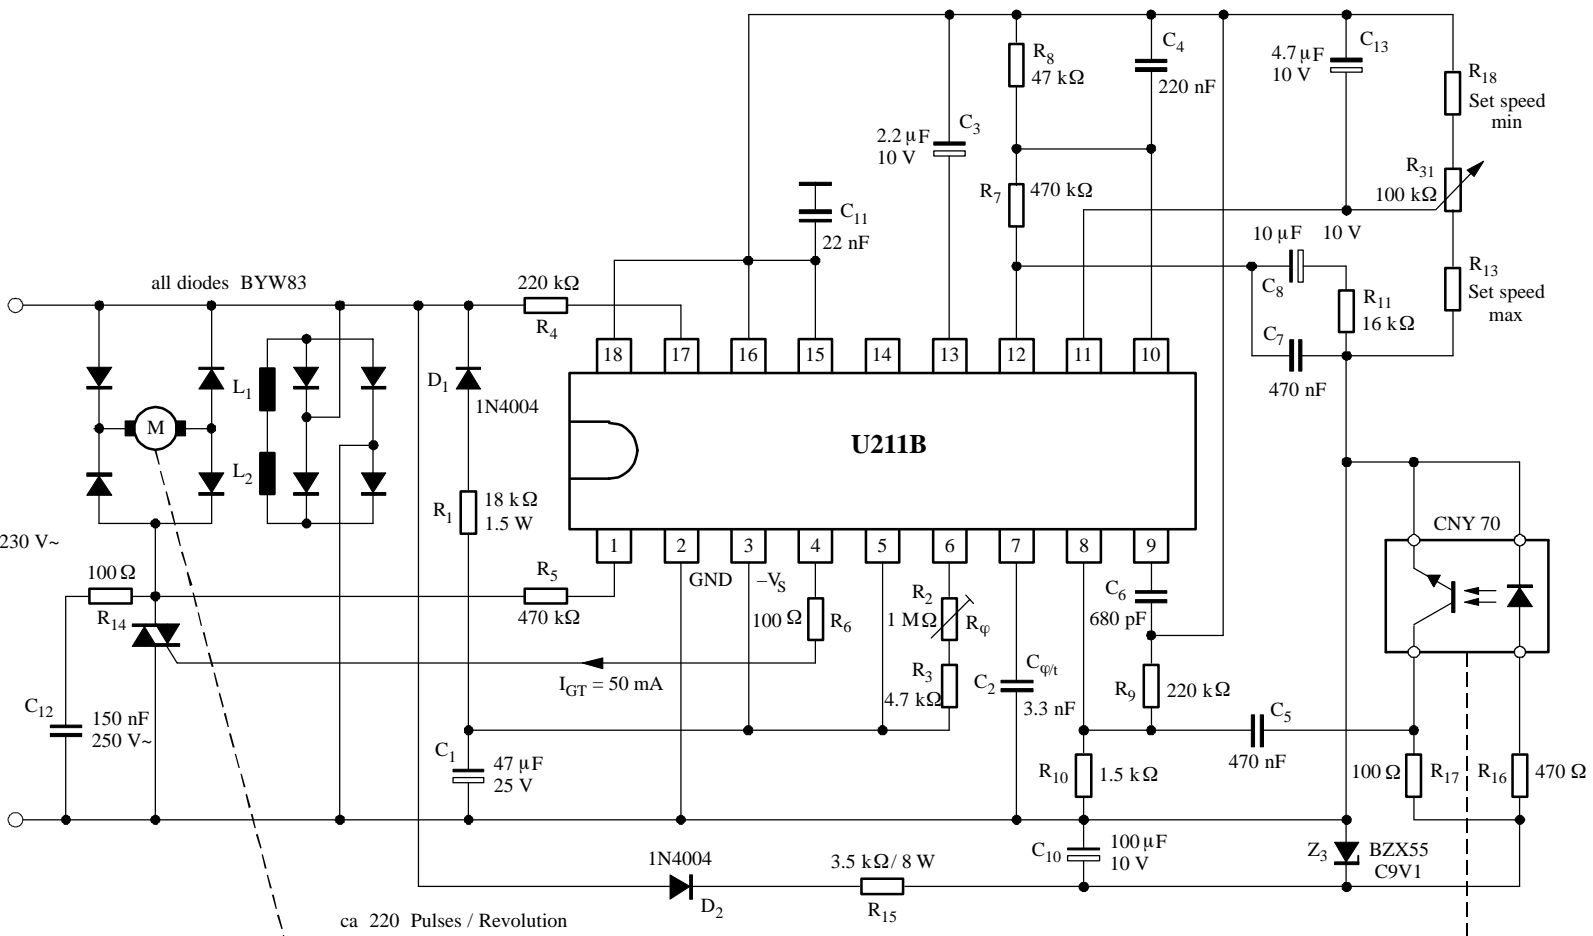 C4
220 nF
R8
47 kΩ
4.7 µF
10 V
C13
R18
Set speed
min
2.2 µF
10 V
C3
R7
470 kΩ
R31
100 kΩ
C11
22 nF
10 µF
10 V
C8
R11
16 kΩ
R13
Set speed
max
C7
470 nF
all diodes BYW83
220 kΩ
R4
18
17
16
15
14
13
12
11
10
L1
L2
M
D1
1N4004
U211B
R1
18 kΩ
1.5 W
1
2
3
4
5
6
7
8
9
GND
–VS
CNY 70
230 V~
100 Ω
R14
R5
470 kΩ
100 Ω
R6
R2
1 MΩ
Rφ
C6
680 pF
IGT = 50 mA
R3
4.7 kΩ
C2
Cφ/t
3.3 nF
R9
220 kΩ
C12
150 nF
250 V~
C1
47 µF
25 V
R10
1.5 kΩ
C5
470 nF
100 Ω
R17
R16
470 Ω
C10
100 µF
10 V
Z3
BZX55
C9V1
1N4004
D2
3.5 kΩ/ 8 W
R15
ca 220 Pulses / Revolution